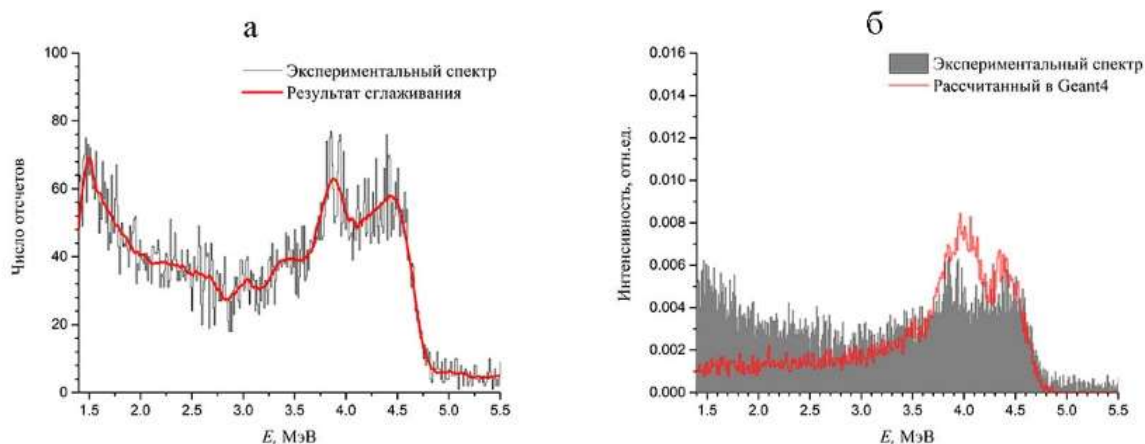 а
100
80
60
40
20
0
Число отсчетов
Экспериментальный спектр
Результат сглаживания
1.5 2.0 2.5 3.0 3.5 4.0 4.5 5.0 5.5
E, МэВ
б
0.016
0.014
0.012
0.010
0.008
0.006
0.004
0.002
0.000
Интенсивность, отн.ед.
Экспериментальный спектр
Рассчитанный в Geant4
1.5 2.0 2.5 3.0 3.5 4.0 4.5 5.0 5.5
E, МэВ